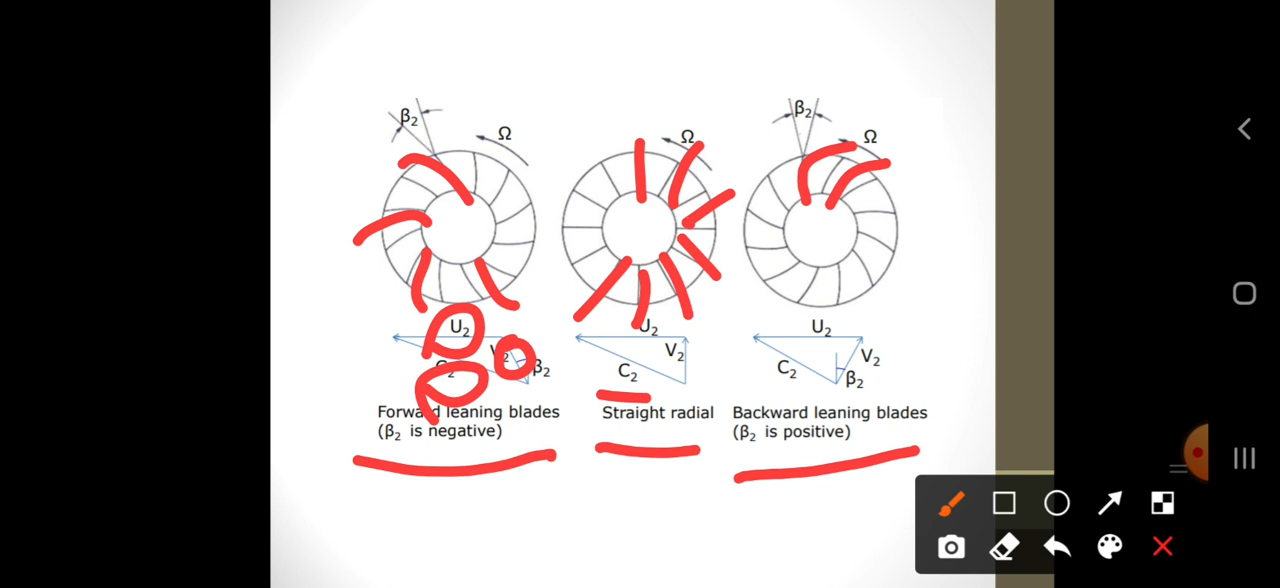 β2 Ω
Ω
β2 Ω
U2
V2
C2
β2
U2
V2
C2
U2
V2
C2
β2
Forward leaning blades
(β2 is negative)
Straight radial
Backward leaning blades
(β2 is positive)